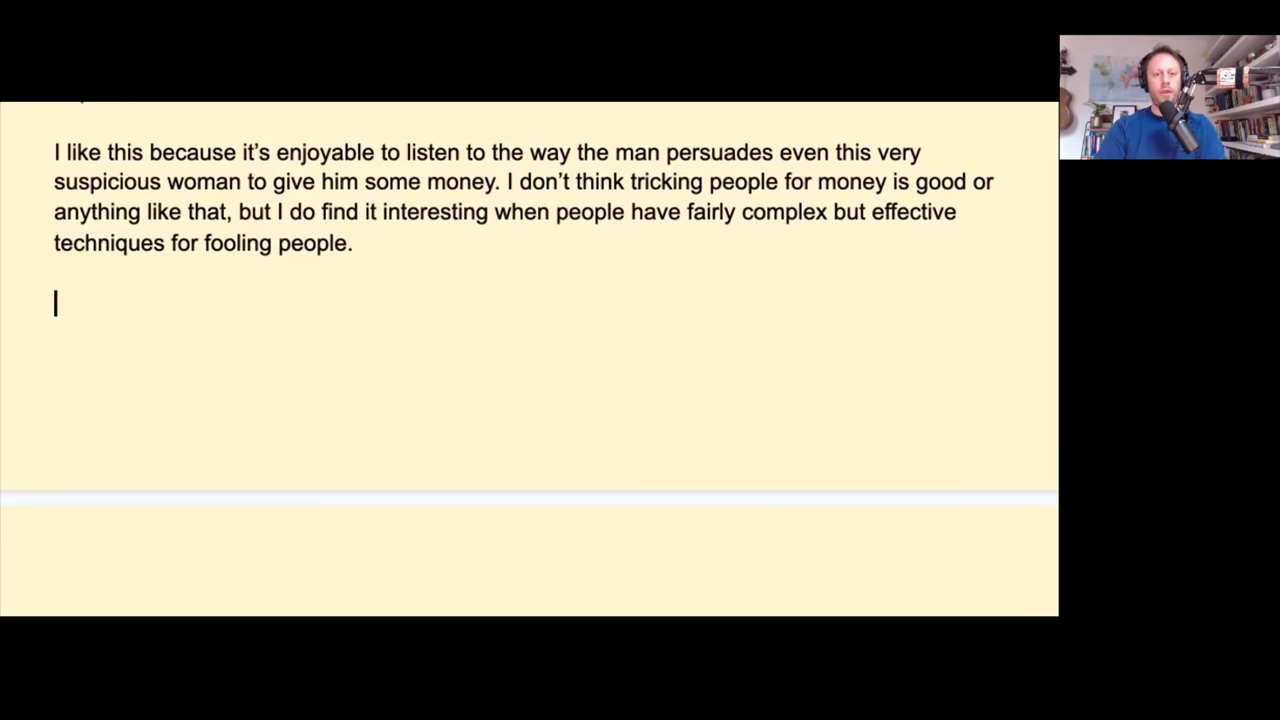 I like this because it’s enjoyable to listen to the way the man persuades even this very
suspicious woman to give him some money. I don’t think tricking people for money is good or
anything like that, but I do find it interesting when people have fairly complex but effective
techniques for fooling people.